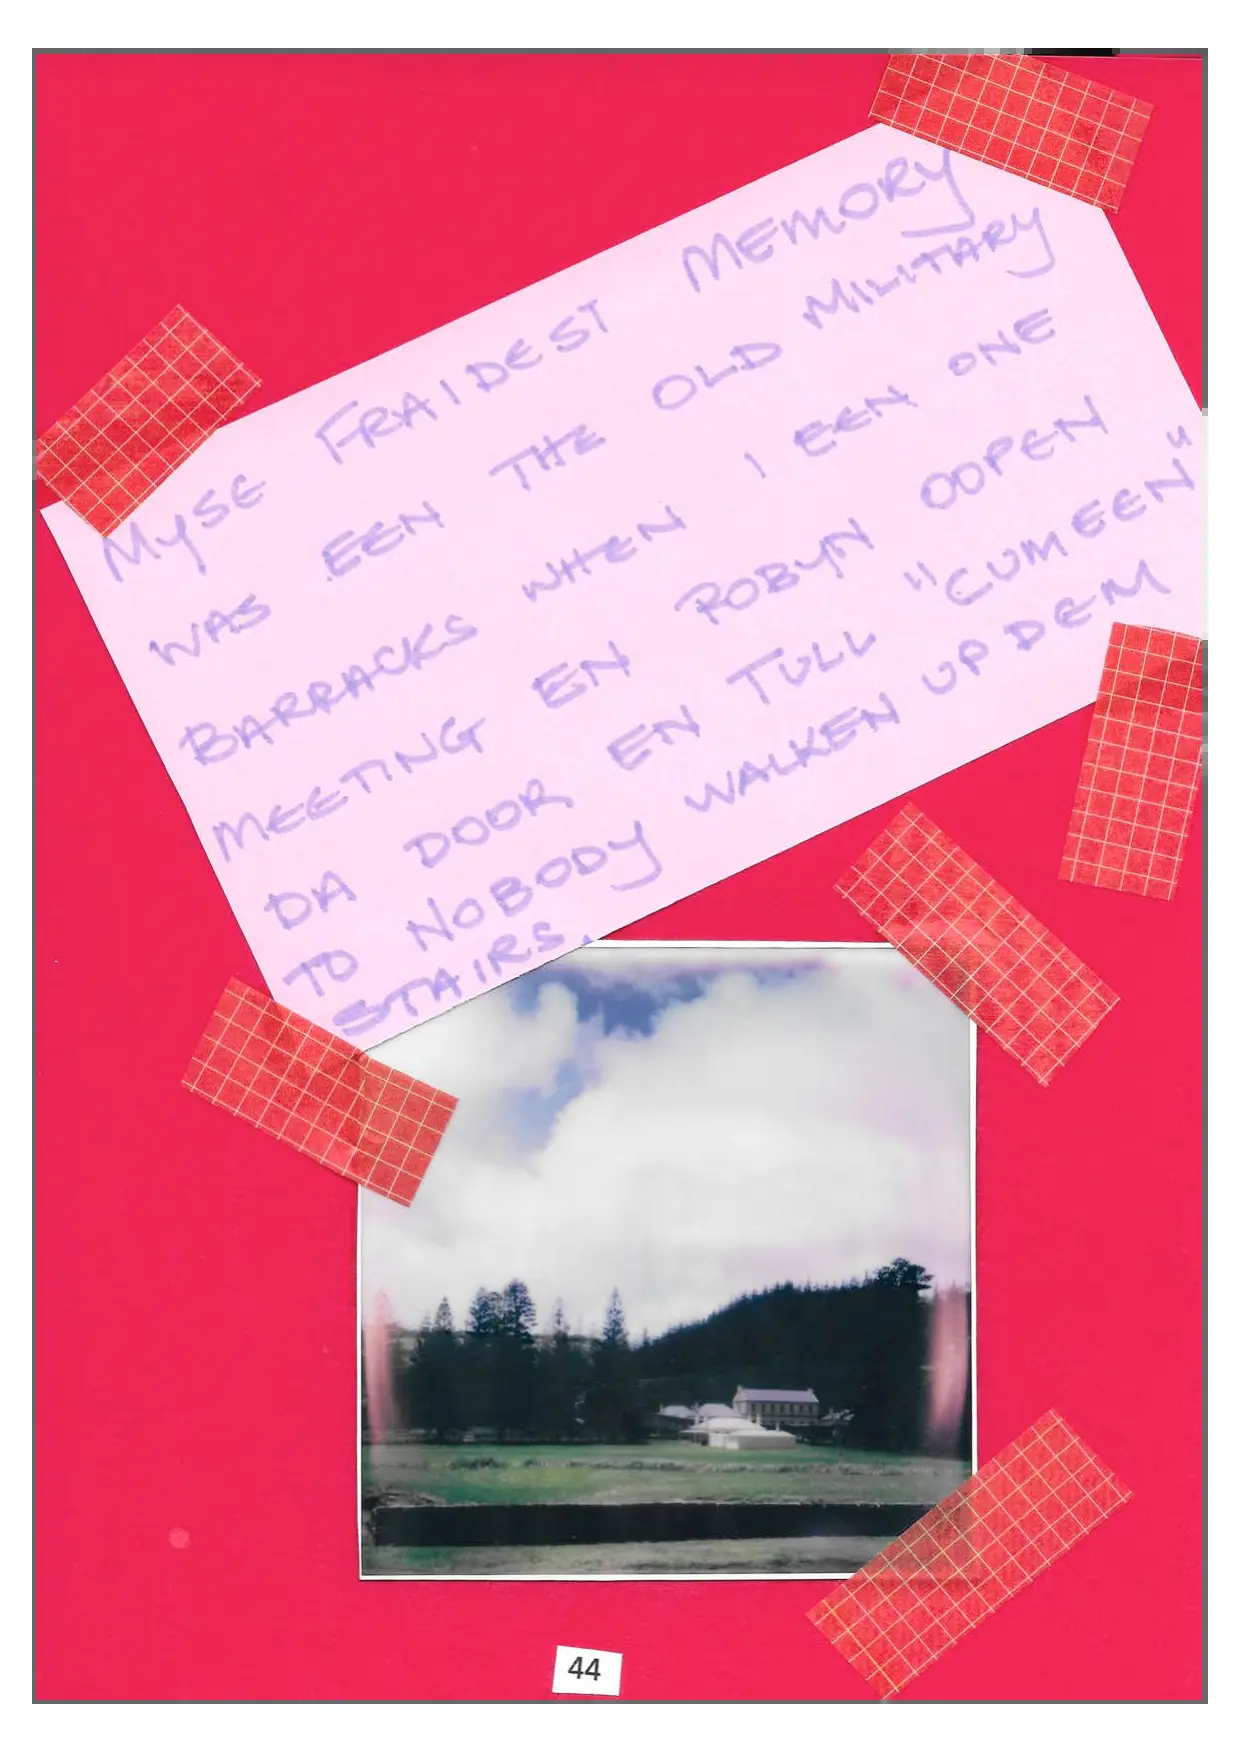 MYSE FRAIDEST MEMORY
WAS EEN THE OLD MILITARY
BARRACKS WHEN I EEN ONE
MEETING EN ROBYN OOPEN
DA DOOR EN TULL "CUMEEN"
TO NOBODY WALKEN UP DEM
STAIRS.
44